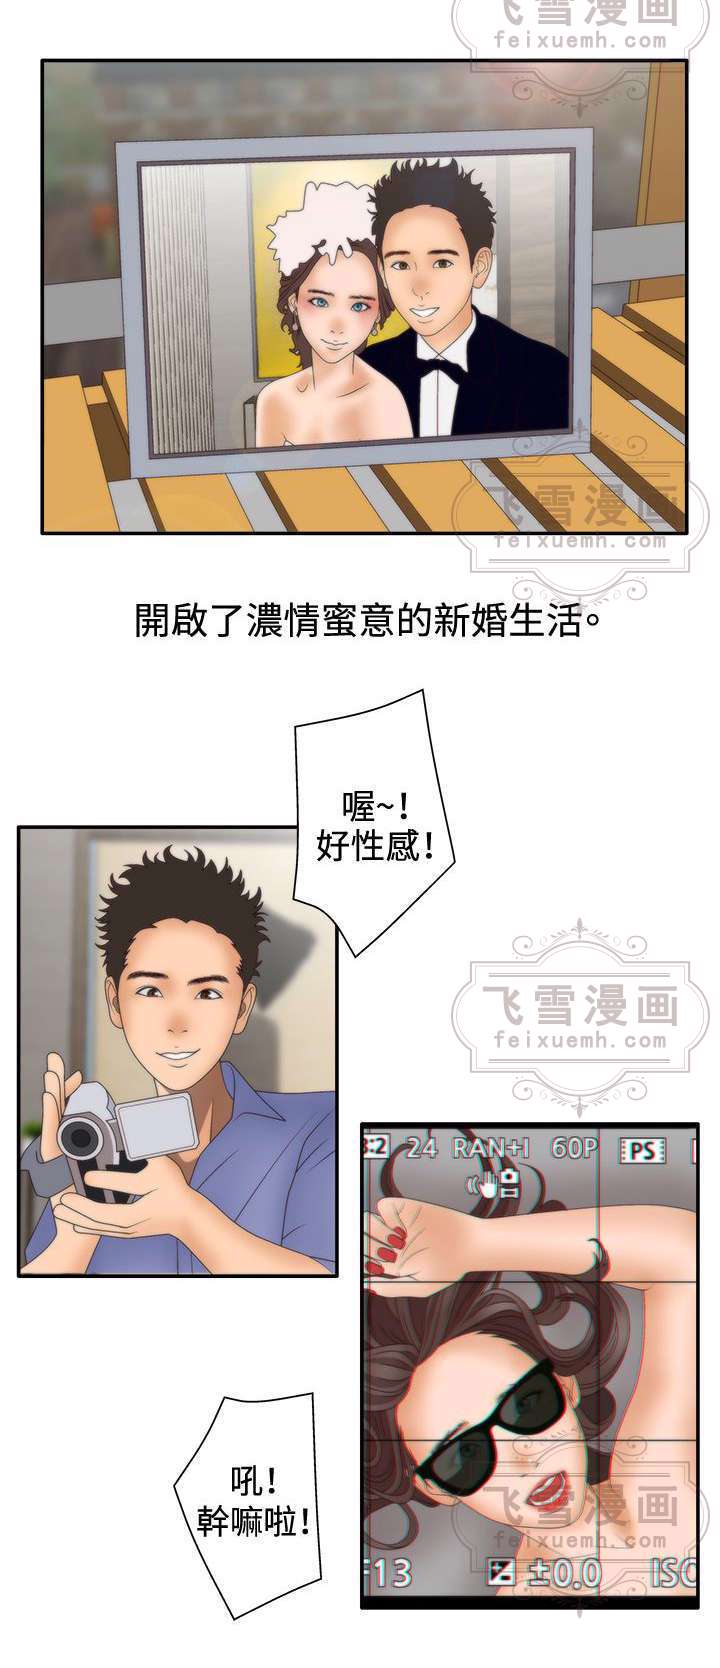 飞雪漫画
feixuemh.com
飞雪漫画
feixuemh.com
開啟了濃情蜜意的新婚生活。
喔~!
好性感!
飞雪漫画
feixuemh.com
24 RAN+I 60P PS
吼!
幹嘛啦!
飞雪漫画
feixuemh.com
F13 ±0.0 ISO